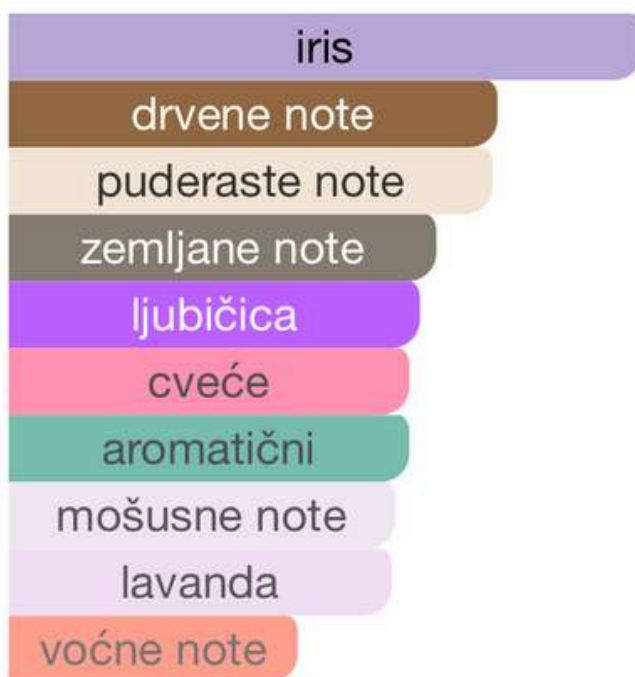 iris
drvene note
puderaste note
zemljane note
ljubičica
cveće
aromatični
mošusne note
lavanda
voćne note